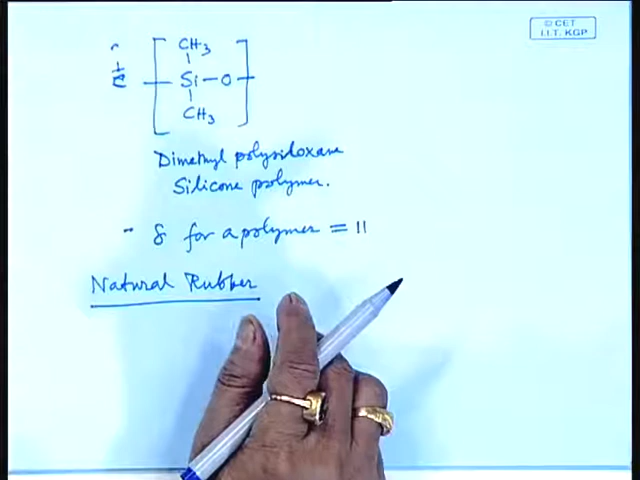 © CET
I.I.T. KGP
CH3
Si - O
CH3
Dimethyl polysiloxane
Silicone polymer.
- δ for a polymer = 11
Natural Rubber